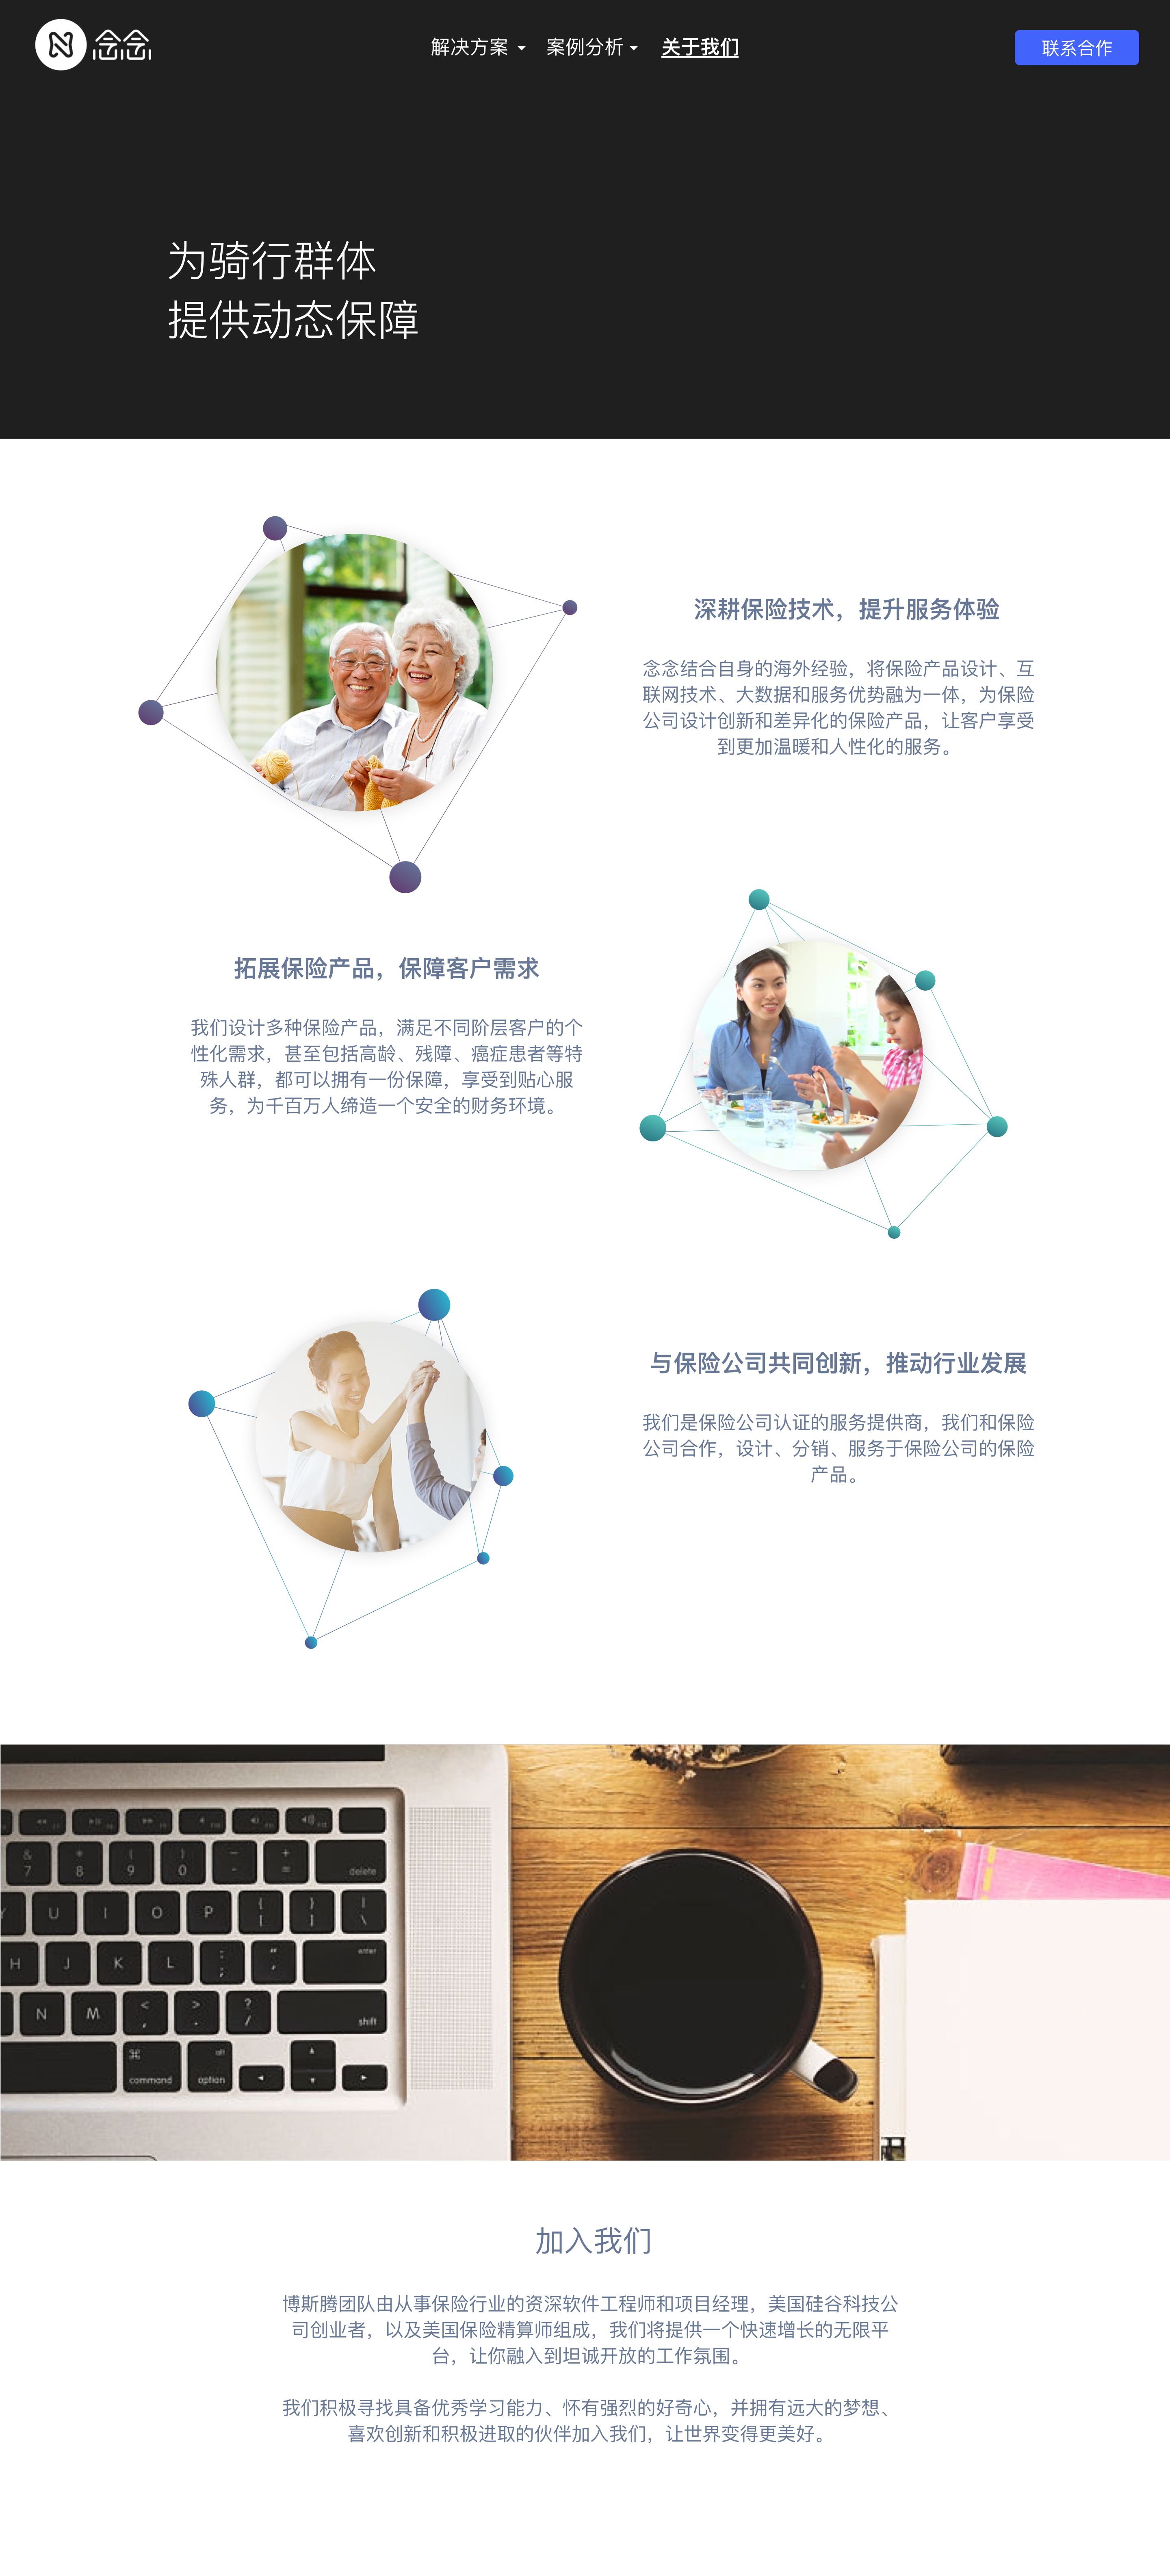 念念
解决方案 案例分析 关于我们
联系合作
为骑行群体
提供动态保障
深耕保险技术，提升服务体验
念念结合自身的海外经验，将保险产品设计、互
联网技术、大数据和服务优势融为一体，为保险
公司设计创新和差异化的保险产品，让客户享受
到更加温暖和人性化的服务。
拓展保险产品，保障客户需求
我们设计多种保险产品，满足不同阶层客户的个
性化需求，甚至包括高龄、残障、癌症患者等特
殊人群，都可以拥有一份保障，享受到贴心服
务，为千百万人缔造一个安全的财务环境。
与保险公司共同创新，推动行业发展
我们是保险公司认证的服务提供商，我们和保险
公司合作，设计、分销、服务于保险公司的保险
产品。
& * ( ) – +
7 8 9 0 - = delete
Y U I O P { [ } ] | \
H J K L : ; " ' enter
N M < , > . ? / shift
⌘ command alt option
加入我们
博斯腾团队由从事保险行业的资深软件工程师和项目经理，美国硅谷科技公
司创业者，以及美国保险精算师组成，我们将提供一个快速增长的无限平
台，让你融入到坦诚开放的工作氛围。
我们积极寻找具备优秀学习能力、怀有强烈的好奇心，并拥有远大的梦想、
喜欢创新和积极进取的伙伴加入我们，让世界变得更美好。